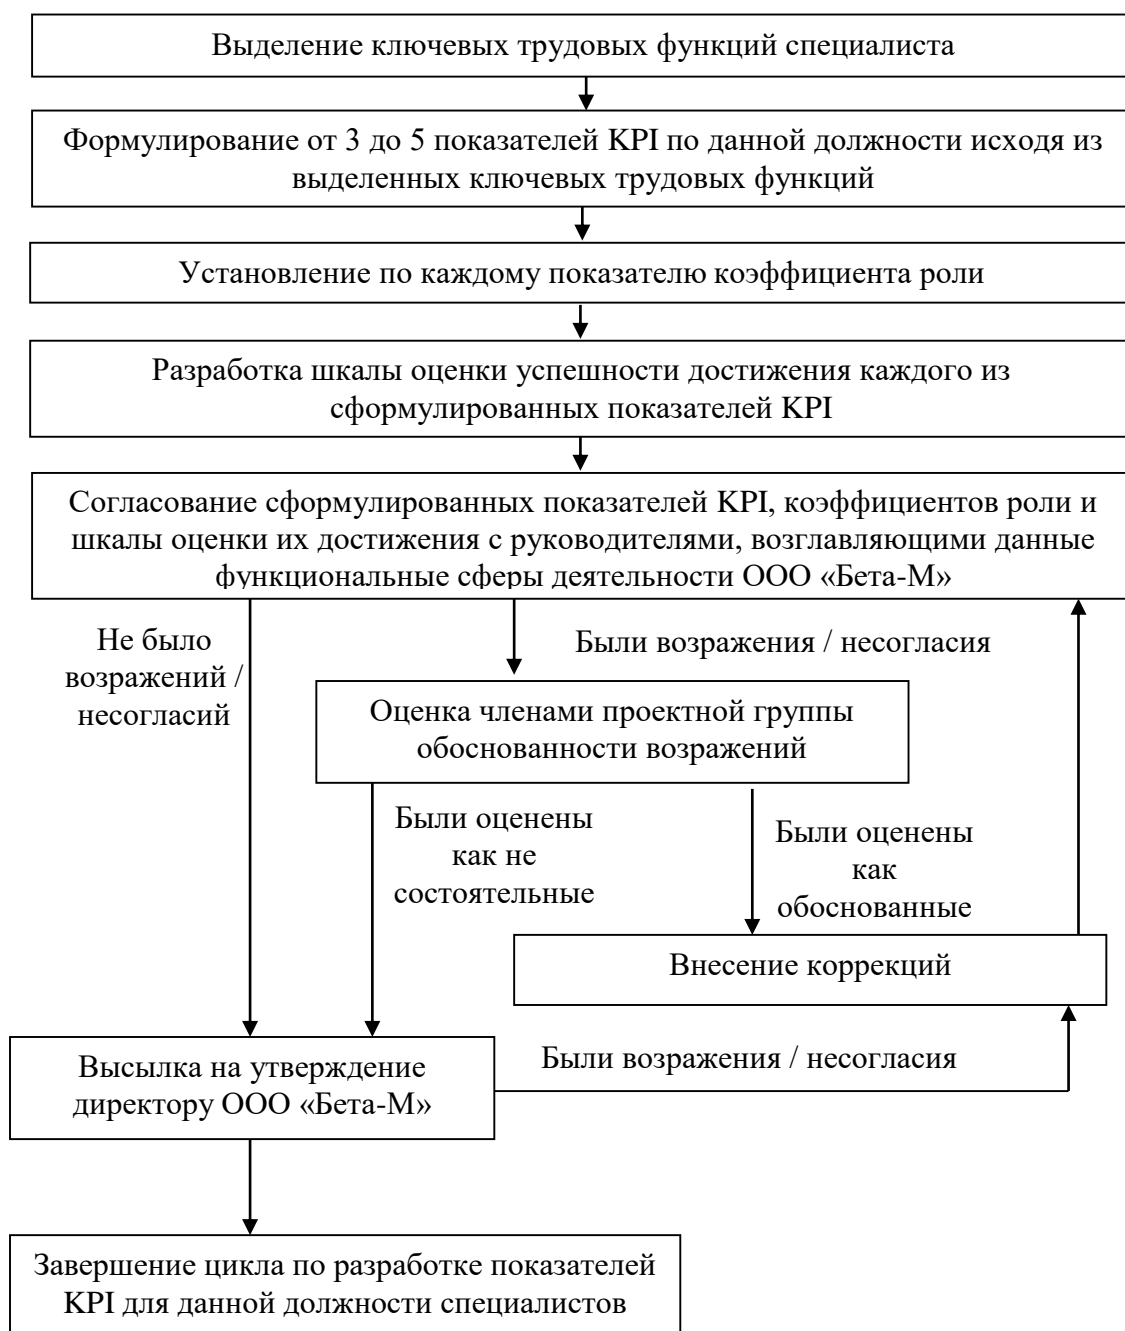 Выделение ключевых трудовых функций специалиста
Формулирование от 3 до 5 показателей KPI по данной должности исходя из
выделенных ключевых трудовых функций
Установление по каждому показателю коэффициента роли
Разработка шкалы оценки успешности достижения каждого из
сформулированных показателей KPI
Согласование сформулированных показателей KPI, коэффициентов роли и
шкалы оценки их достижения с руководителями, возглавляющими данные
функциональные сферы деятельности ООО «Бета-М»
Не было
возражений /
несогласий
Были возражения / несогласия
Оценка членами проектной группы
обоснованности возражений
Были оценены
как не
состоятельные
Были оценены
как
обоснованные
Внесение коррекций
Высылка на утверждение
директору ООО «Бета-М»
Были возражения / несогласия
Завершение цикла по разработке показателей
KPI для данной должности специалистов